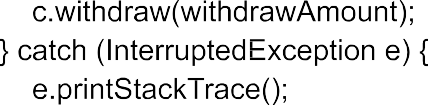 c.withdraw(withdrawAmount);
} catch (InterruptedException e) {
e.printStackTrace();